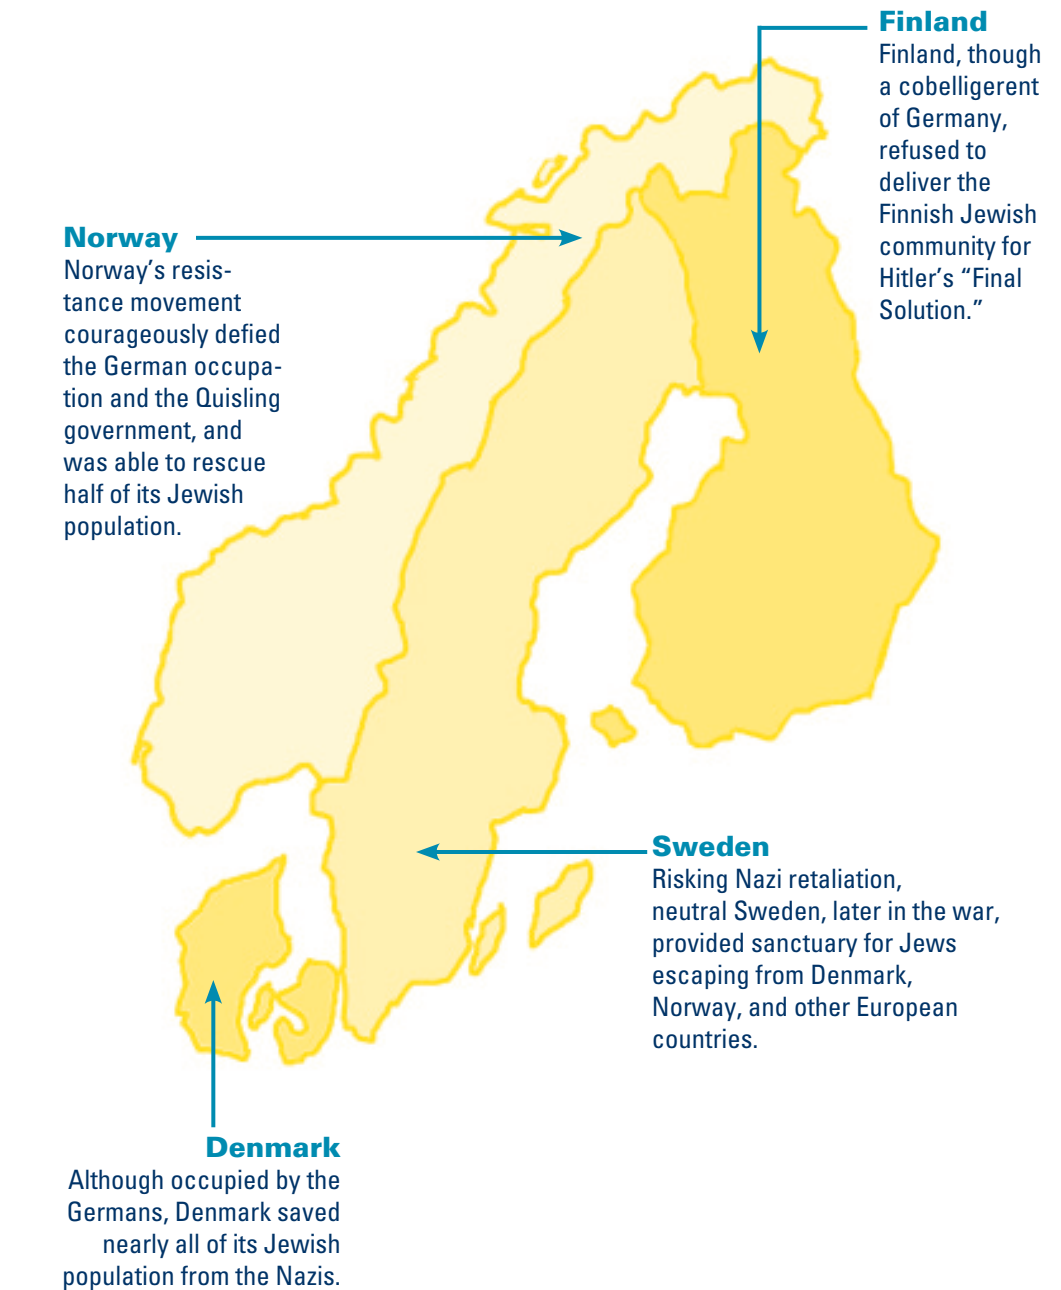 Finland
Finland, though
a cobelligerent
of Germany,
refused to
deliver the
Finnish Jewish
community for
Hitler’s “Final
Solution.”
Norway
Norway’s resis-
tance movement
courageously defied
the German occupa-
tion and the Quisling
government, and
was able to rescue
half of its Jewish
population.
Sweden
Risking Nazi retaliation,
neutral Sweden, later in the war,
provided sanctuary for Jews
escaping from Denmark,
Norway, and other European
countries.
Denmark
Although occupied by the
Germans, Denmark saved
nearly all of its Jewish
population from the Nazis.